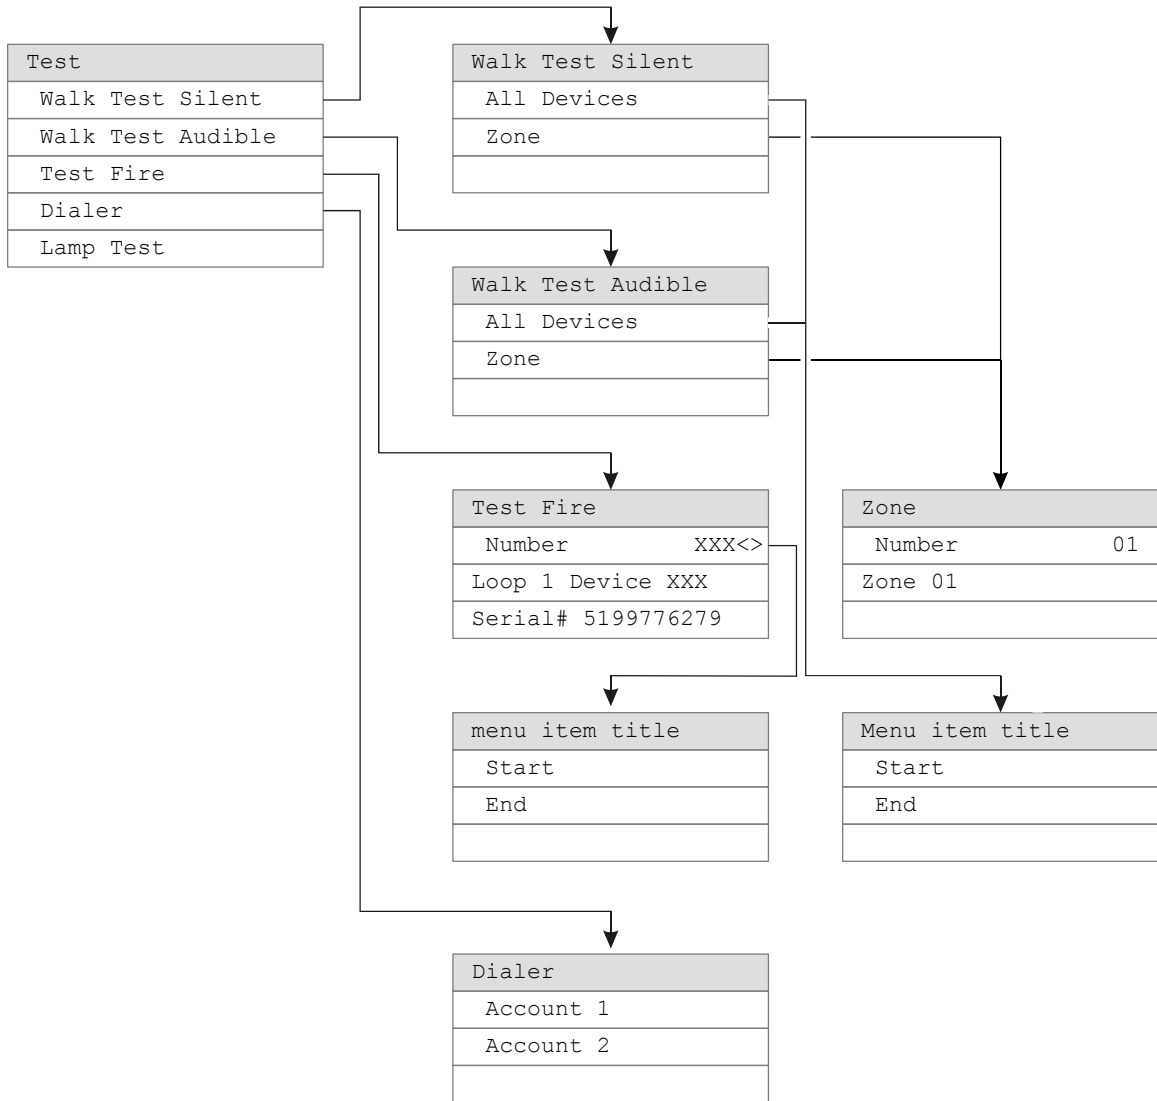 Test
Walk Test Silent
Walk Test Audible
Test Fire
Dialer
Lamp Test
Walk Test Silent
All Devices
Zone
Walk Test Audible
All Devices
Zone
Test Fire
Number XXX<>
Loop 1 Device XXX
Serial# 5199776279
Zone
Number 01
Zone 01
menu item title
Start
End
Menu item title
Start
End
Dialer
Account 1
Account 2